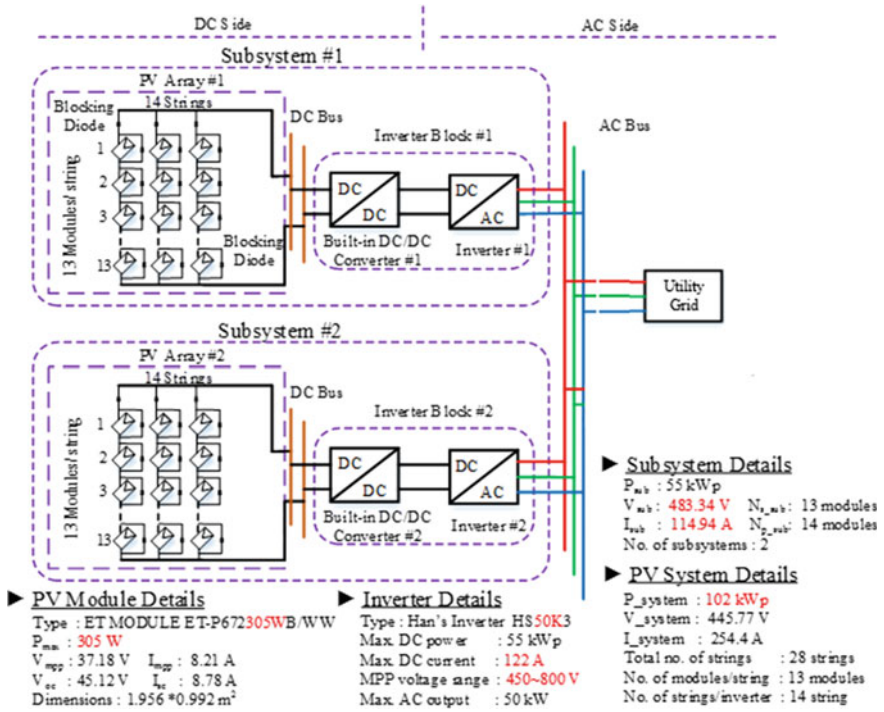 DC Side
AC Side
Subsystem #1
PV Array #1
14 Strings
Blocking
Diode
DC Bus
AC Bus
Inverter Block #1
1
2
3
13
13 Modules/ string
DC
DC
DC
AC
Blocking
Diode
Built-in DC/DC
Converter #1
Inverter #1
Utility
Grid
Subsystem #2
PV Array #2
14 Strings
DC Bus
Inverter Block #2
1
2
3
13
13 Modules/ string
DC
DC
DC
AC
Built-in DC/DC
Converter #2
Inverter #2
Subsystem Details
P_sub : 55 kWp
V_sub : 483.34 V N_s_sub : 13 modules
I_sub : 114.94 A N_p_sub : 14 modules
No. of subsystems : 2
PV System Details
P_system : 102 kWp
V_system : 445.77 V
I_system : 254.4 A
Total no. of strings : 28 strings
No. of modules/string : 13 modules
No. of strings/inverter : 14 string
PV Module Details
Type : ET MODULE ET-P672305WB/WW
P_max : 305 W
V_mpp : 37.18 V I_mpp : 8.21 A
V_oc : 45.12 V I_sc : 8.78 A
Dimensions : 1.956 *0.992 m²
Inverter Details
Type : Han's Inverter HS50K3
Max. DC power : 55 kWp
Max. DC current : 122 A
MPP voltage range : 450~800 V
Max. AC output : 50 kW